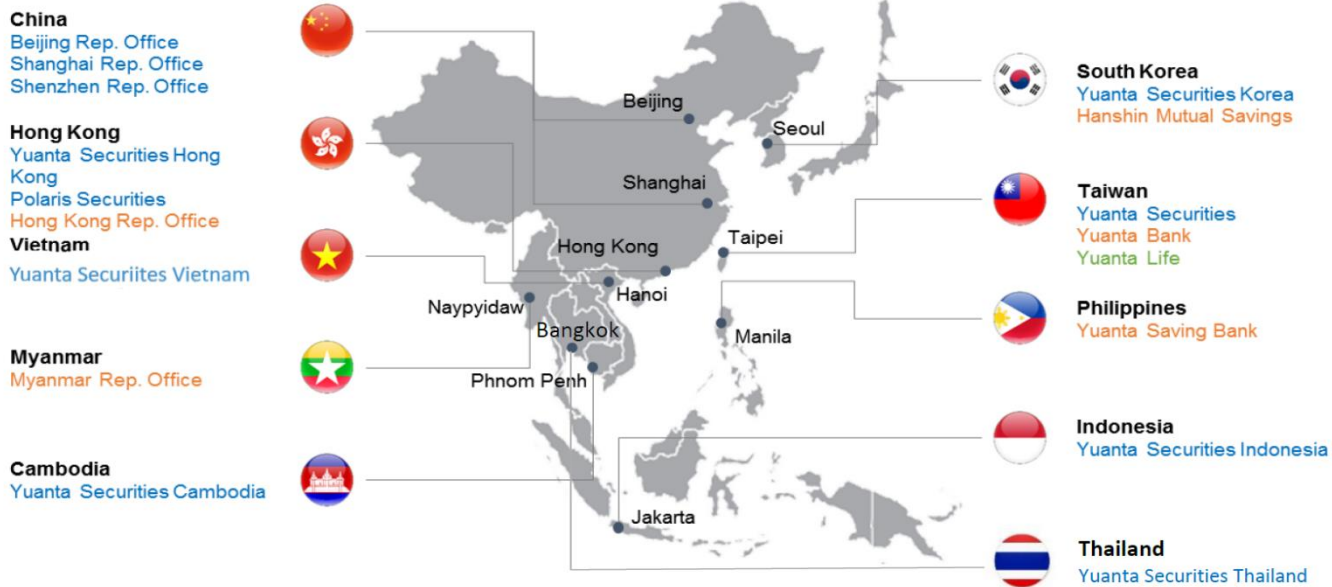 China
Beijing Rep. Office
Shanghai Rep. Office
Shenzhen Rep. Office
Hong Kong
Yuanta Securities Hong
Kong
Polaris Securities
Hong Kong Rep. Office
Vietnam
Yuanta Securiites Vietnam
Myanmar
Myanmar Rep. Office
Cambodia
Yuanta Securities Cambodia
Beijing
Seoul
Shanghai
Taipei
Hong Kong
Hanoi
Naypyidaw
Bangkok
Manila
Phnom Penh
Jakarta
South Korea
Yuanta Securities Korea
Hanshin Mutual Savings
Taiwan
Yuanta Securities
Yuanta Bank
Yuanta Life
Philippines
Yuanta Saving Bank
Indonesia
Yuanta Securities Indonesia
Thailand
Yuanta Securities Thailand